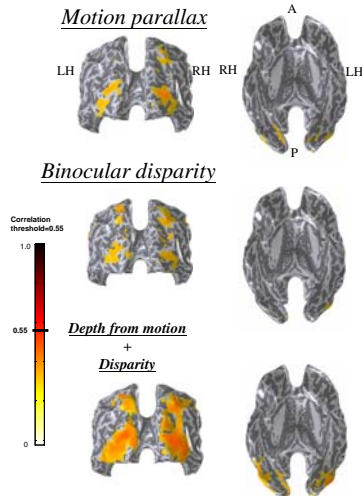 Motion parallax
A
LH
RH
RH
LH
P
Binocular disparity
Correlation
threshold=0.55
1.0
0.55
0
Depth from motion
+
Disparity